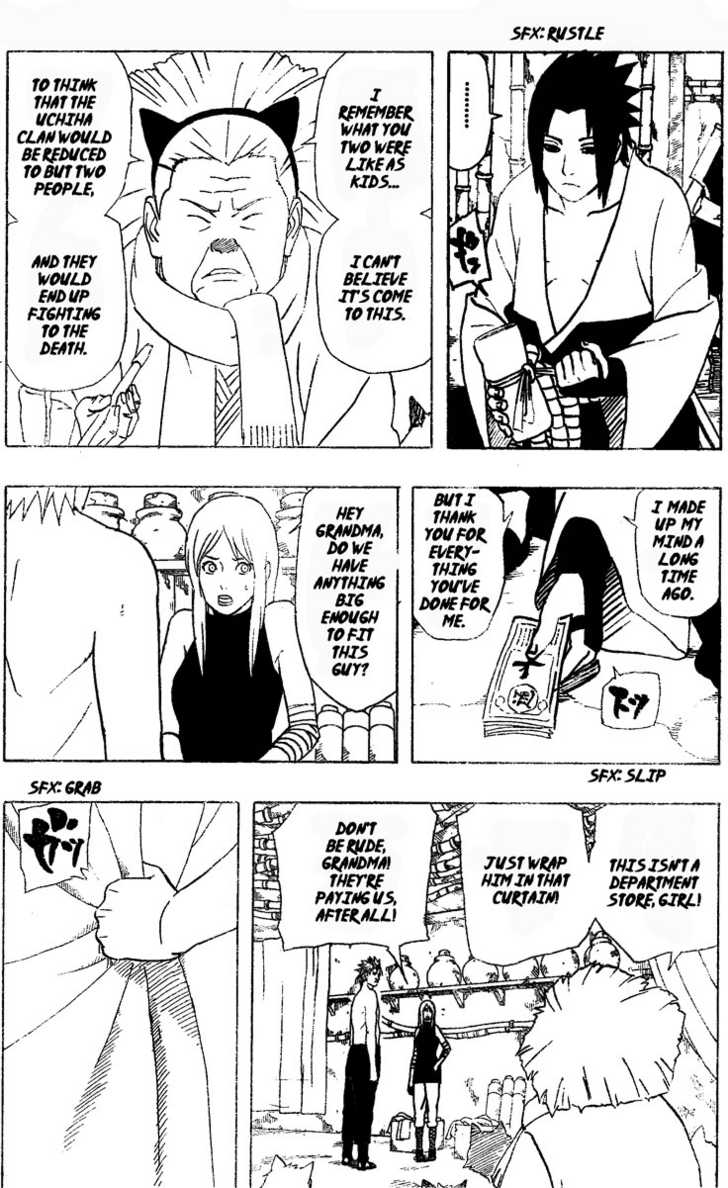 SFX: RUSTLE
.........
I
REMEMBER
WHAT YOU
TWO WERE
LIKE AS
KIDS...
I CAN'T
BELIEVE
IT'S COME
TO THIS.
TO THINK
THAT THE
UCHIHA
CLAN WOULD
BE REDUCED
TO BUT TWO
PEOPLE,
AND THEY
WOULD
END UP
FIGHTING
TO THE
DEATH.
I MADE
UP MY
MIND A
LONG
TIME
AGO.
BUT I
THANK
YOU FOR
EVERY-
THING
YOU'VE
DONE FOR
ME.
SFX: SLIP
HEY
GRANDMA,
DO WE
HAVE
ANYTHING
BIG
ENOUGH
TO FIT
THIS
GUY?
THIS ISN'T A
DEPARTMENT
STORE, GIRL!
JUST WRAP
HIM IN THAT
CURTAIN!
DON'T
BE RUDE,
GRANDMA!
THEY'RE
PAYING US,
AFTER ALL!
SFX: GRAB